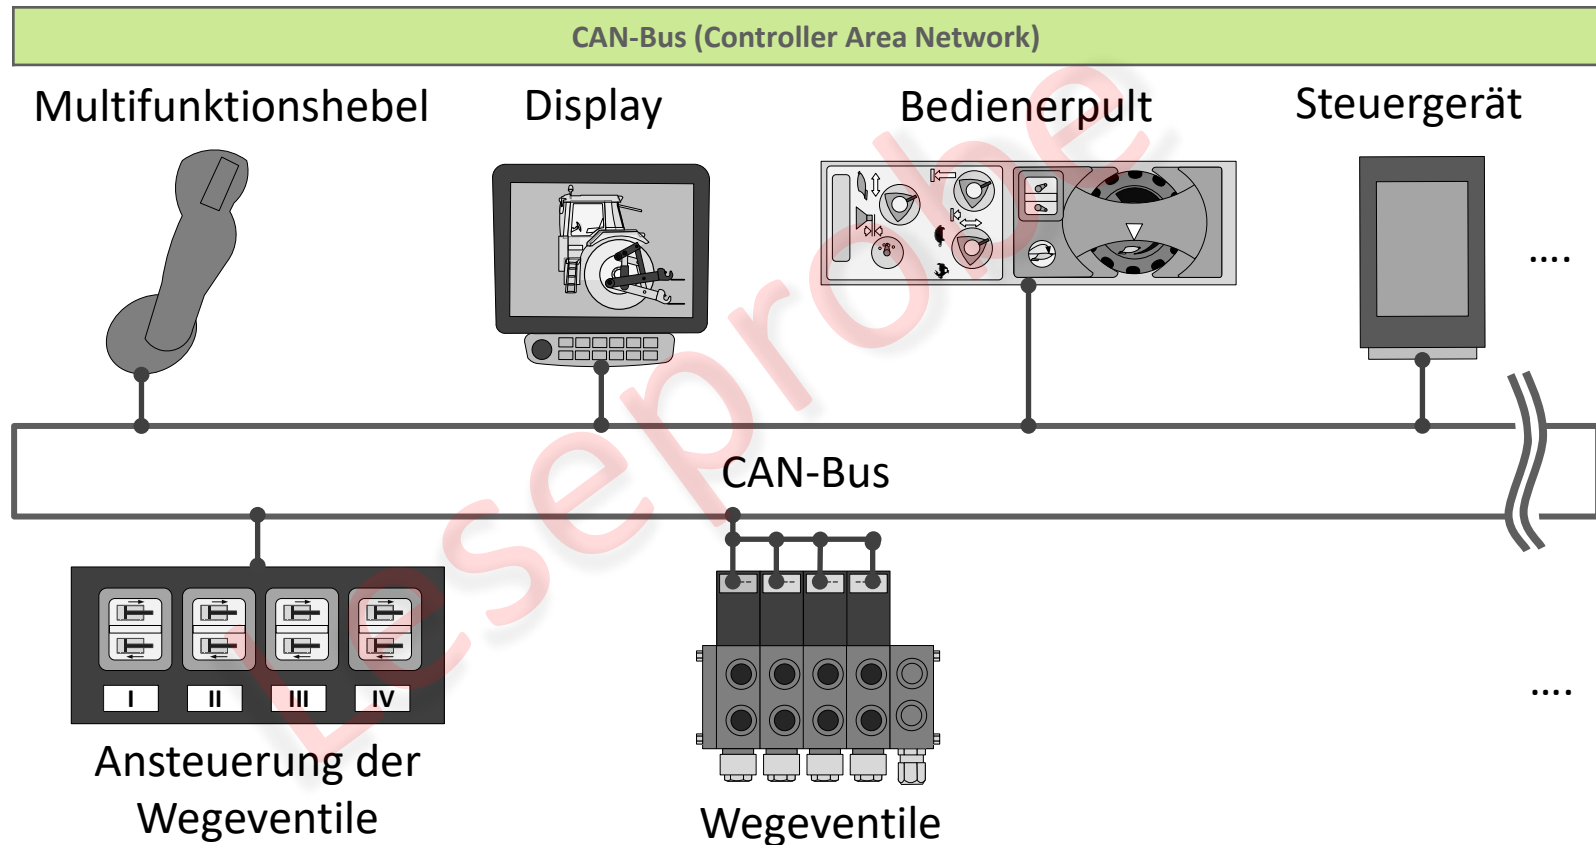 CAN-Bus (Controller Area Network)
Multifunktionshebel
Display
Bedienerpult
Steuergerät
....
CAN-Bus
I
II
III
IV
....
Ansteuerung der
Wegeventile
Wegeventile
Leseprobe